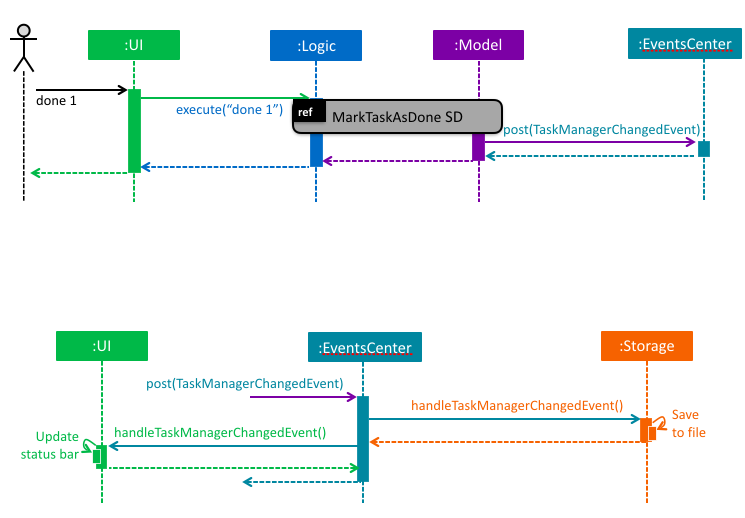 :UI
:Logic
:Model
:EventsCenter
done 1
execute(“done 1”)
ref
MarkTaskAsDone SD
post(TaskManagerChangedEvent)
:UI
:EventsCenter
:Storage
post(TaskManagerChangedEvent)
handleTaskManagerChangedEvent()
Save
to file
handleTaskManagerChangedEvent()
Update
status bar